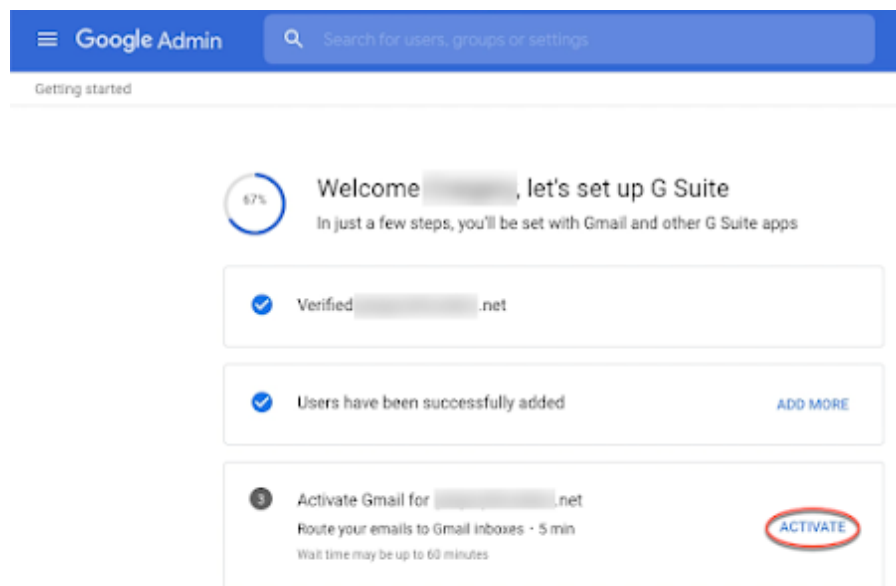 Google Admin
Search for users, groups or settings
Getting started
67%
Welcome , let's set up G Suite
In just a few steps, you'll be set with Gmail and other G Suite apps
Verified .net
Users have been successfully added
ADD MORE
3
Activate Gmail for .net
Route your emails to Gmail inboxes · 5 min
ACTIVATE
Wait time may be up to 60 minutes